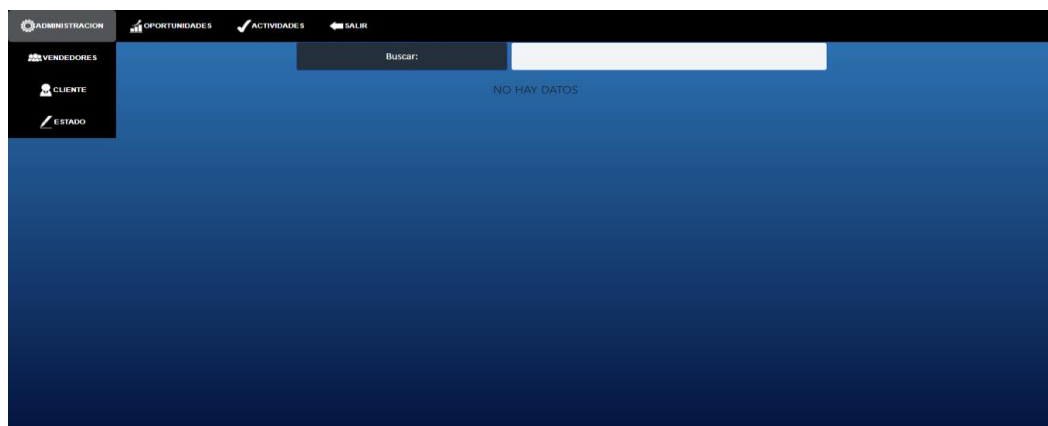 ADMINISTRACION OPORTUNIDADES ACTIVIDADES SALIR
VENDEDORES Buscar:
CLIENTE NO HAY DATOS
ESTADO